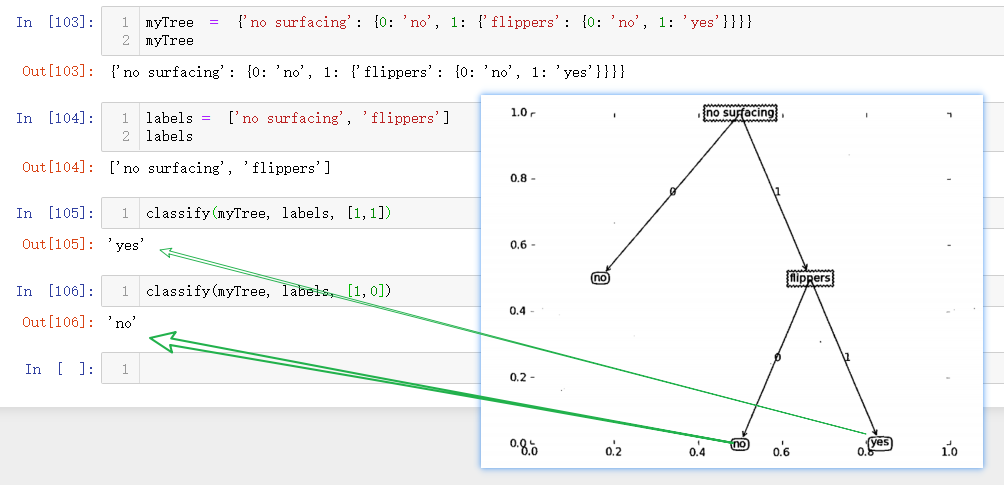 In [103]:
1 myTree = {'no surfacing': {0: 'no', 1: {'flippers': {0: 'no', 1: 'yes'}}}}
2 myTree
Out[103]: {'no surfacing': {0: 'no', 1: {'flippers': {0: 'no', 1: 'yes'}}}}
In [104]:
1 labels = ['no surfacing', 'flippers']
2 labels
Out[104]: ['no surfacing', 'flippers']
In [105]:
1 classify(myTree, labels, [1,1])
Out[105]: 'yes'
In [106]:
1 classify(myTree, labels, [1,0])
Out[106]: 'no'
In [ ]:
1
1.0
no surfacing
0.8
0
1
0.6
no
flippers
0.4
0
1
0.2
0.0
no
yes
0.0 0.2 0.4 0.6 0.8 1.0